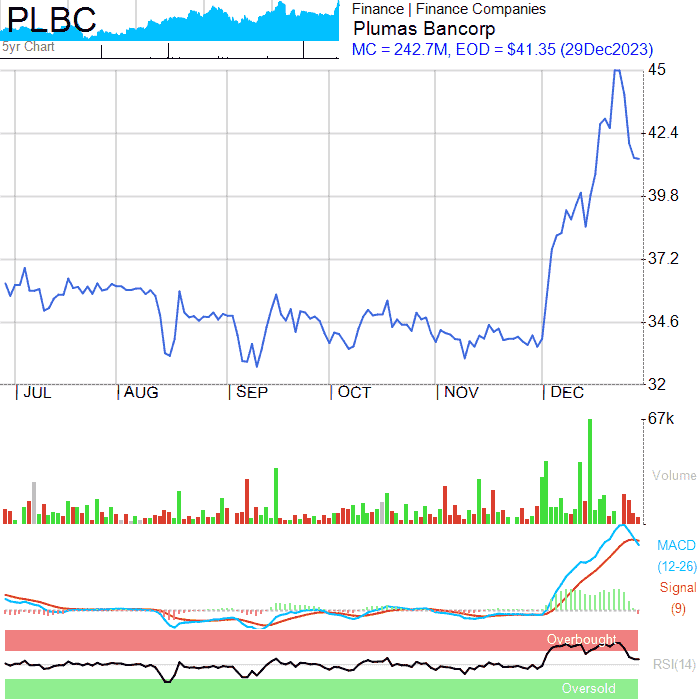 PLBC
5yr Chart
Finance | Finance Companies
Plumas Bancorp
MC = 242.7M, EOD = $41.35 (29Dec2023)
45
42.4
39.8
37.2
34.6
32
JUL AUG SEP OCT NOV DEC
67k
Volume
MACD
(12-26)
Signal
(9)
Overbought
RSI(14)
Oversold